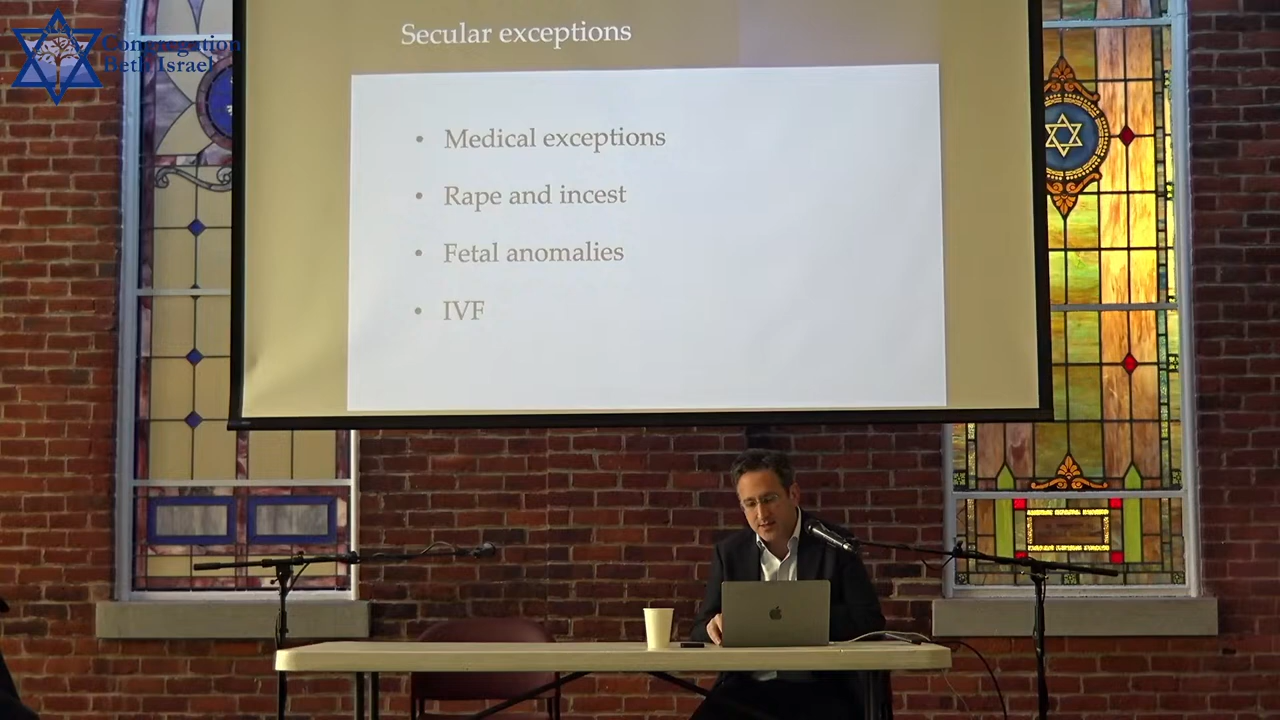 Congregation
Beth Israel
Secular exceptions
• Medical exceptions
• Rape and incest
• Fetal anomalies
• IVF